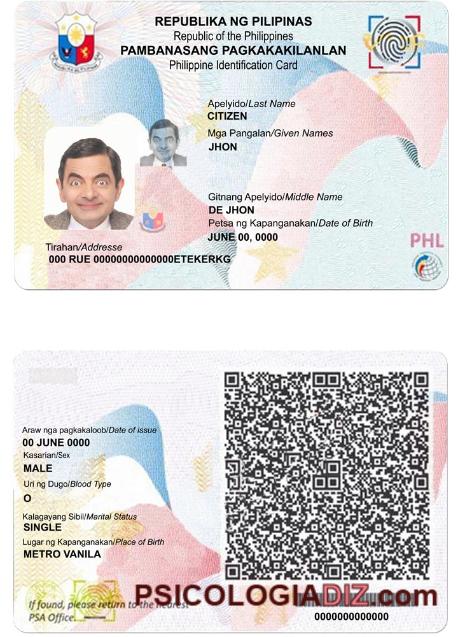 REPUBLIKA NG PILIPINAS
Republic of the Philippines
PAMBANSANG PAGKAKAKILANLAN
Philippine Identification Card
Apelyido/Last Name
CITIZEN
Mga Pangalan/Given Names
JHON
Gitnang Apelyido/Middle Name
DE JHON
Petsa ng Kapanganakan/Date of Birth
JUNE 00, 0000
Tirahan/Addresse
000 RUE 00000000000000ETEKERKG
PHL
Araw nga pagkakaloob/Date of issue
00 JUNE 0000
Kasarian/Sex
MALE
Uri ng Dugo/Blood Type
O
Kalagayang Sibil/Marital Status
SINGLE
Lugar ng Kapanganakan/Place of Birth
METRO VANILA
If found, please return to the nearest
PSA Office.
PSICOLOGIADIZ.com
0000000000000